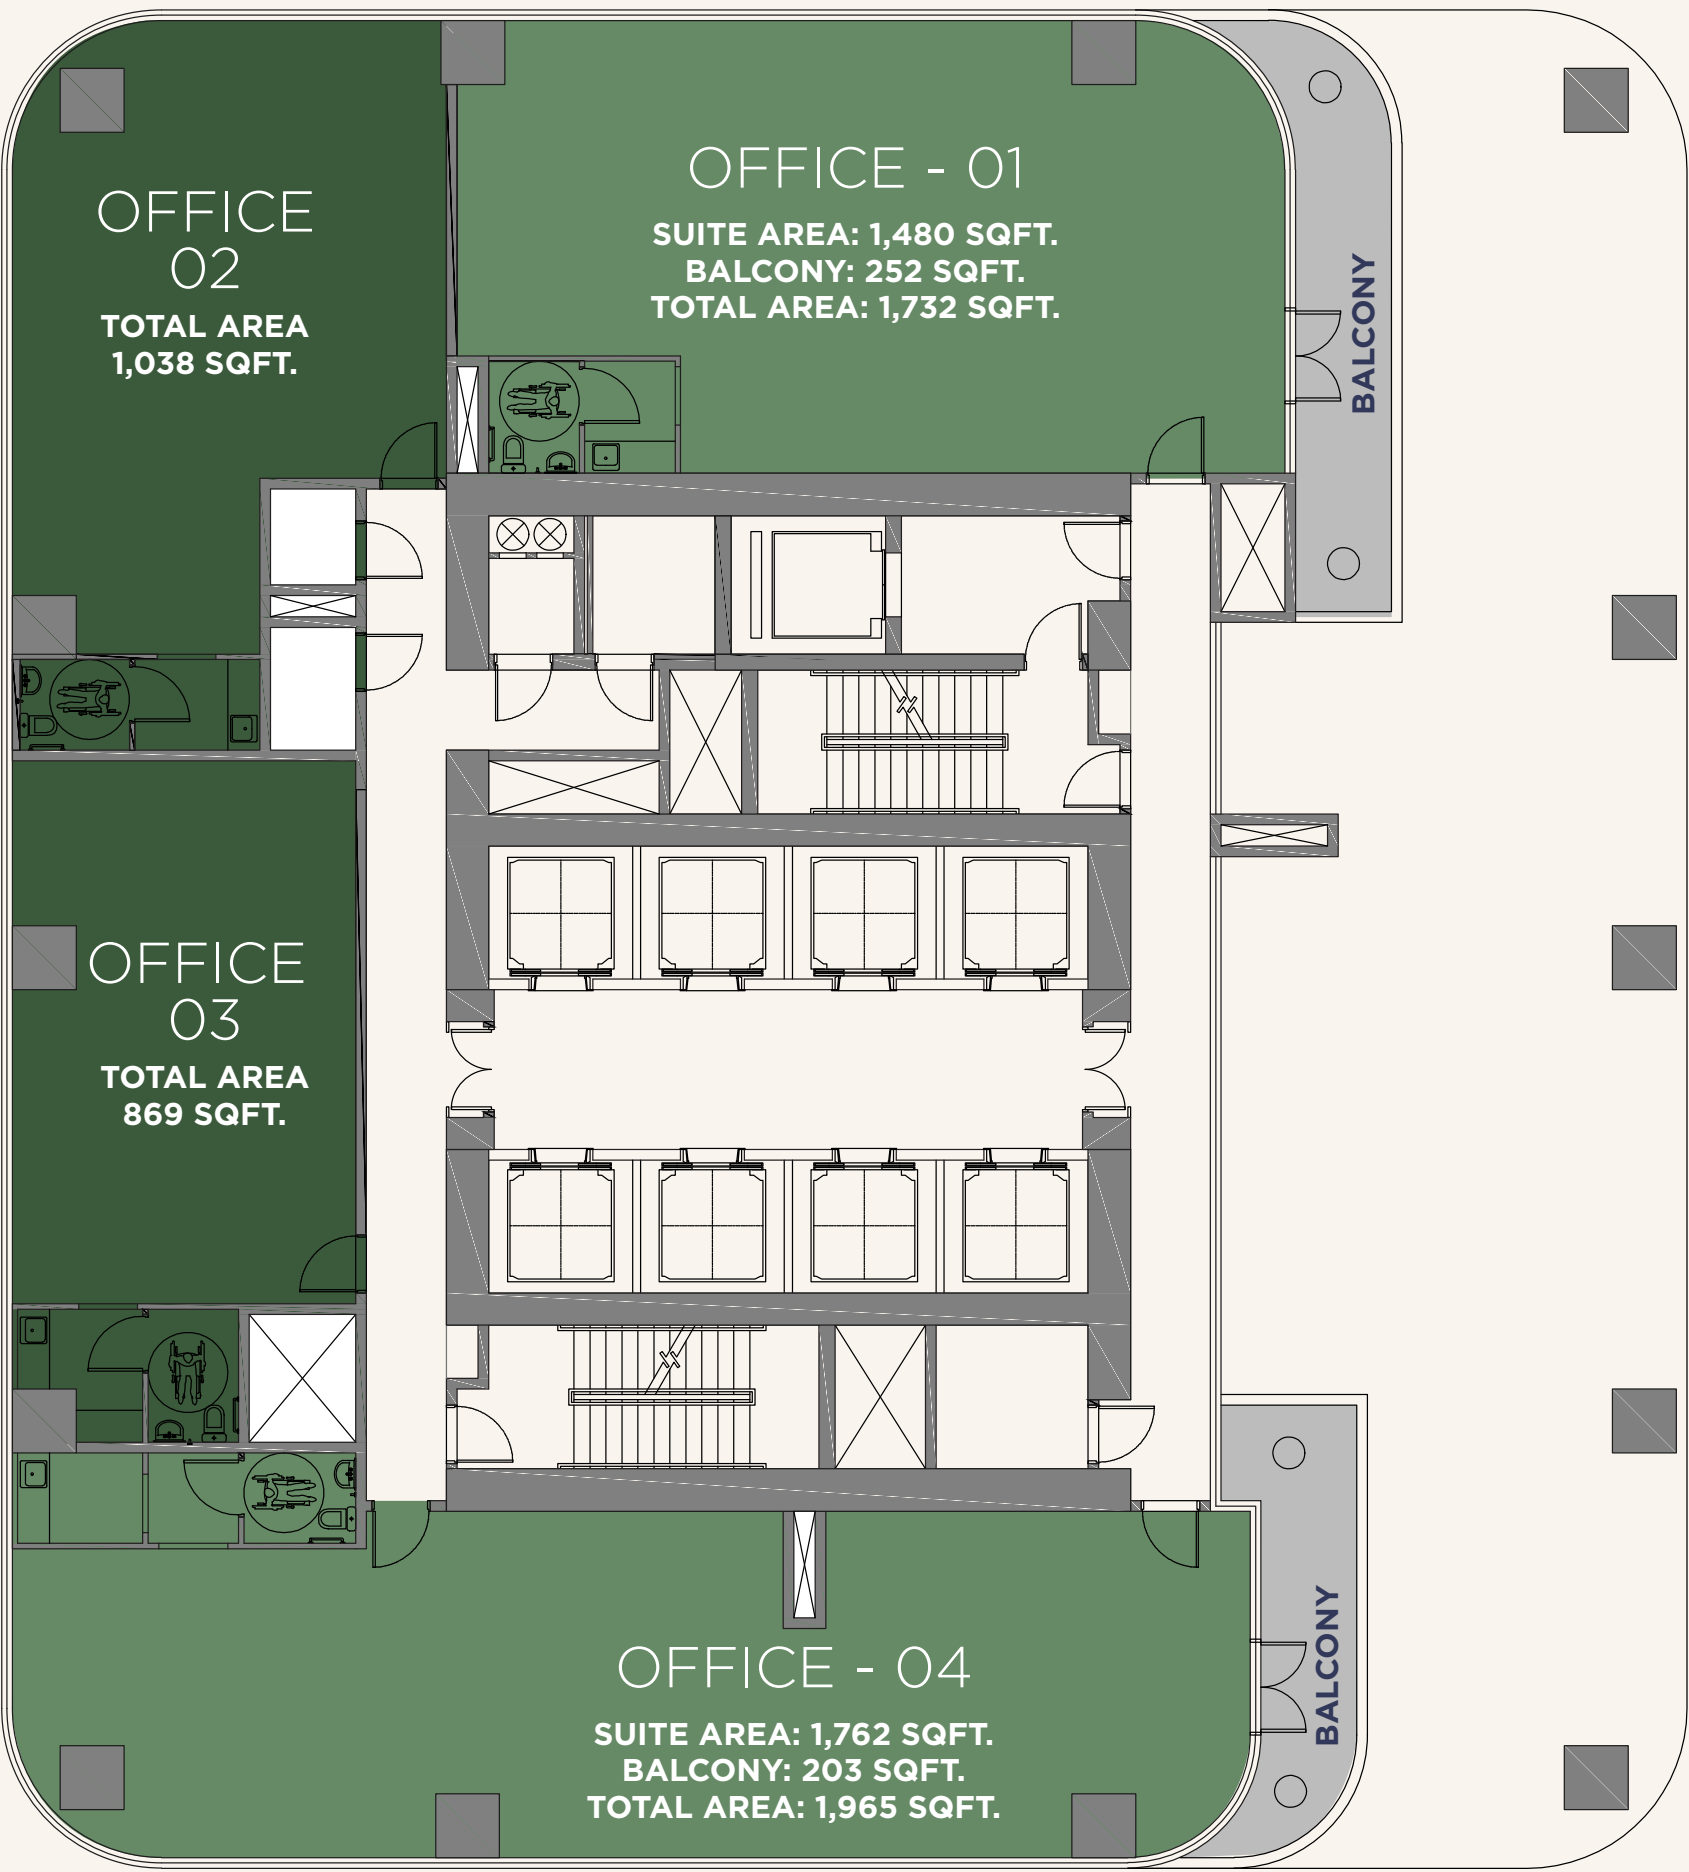 OFFICE - 01
SUITE AREA: 1,480 SQFT.
BALCONY: 252 SQFT.
TOTAL AREA: 1,732 SQFT.
OFFICE
02
TOTAL AREA
1,038 SQFT.
BALCONY
OFFICE
03
TOTAL AREA
869 SQFT.
OFFICE - 04
SUITE AREA: 1,762 SQFT.
BALCONY: 203 SQFT.
TOTAL AREA: 1,965 SQFT.
BALCONY